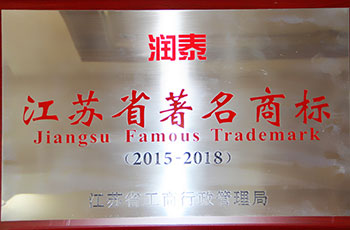 润泰
江苏省著名商标
Jiangsu Famous Trademark
(2015-2018)
江苏省工商行政管理局